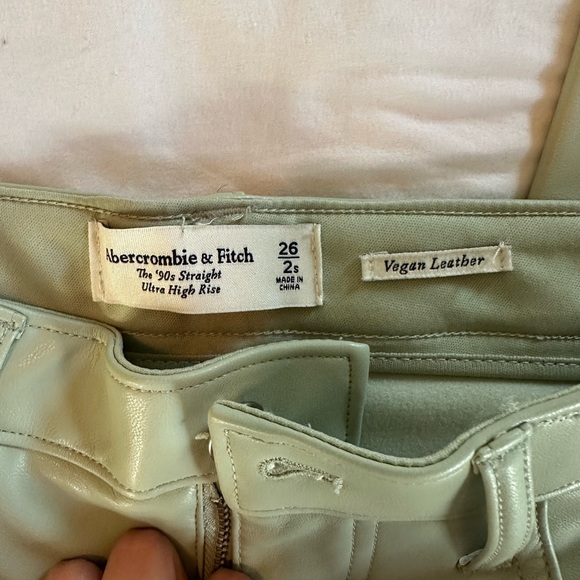 Abercrombie & Fitch
The '90s Straight
Ultra High Rise
26
2s
MADE IN
CHINA
Vegan Leather